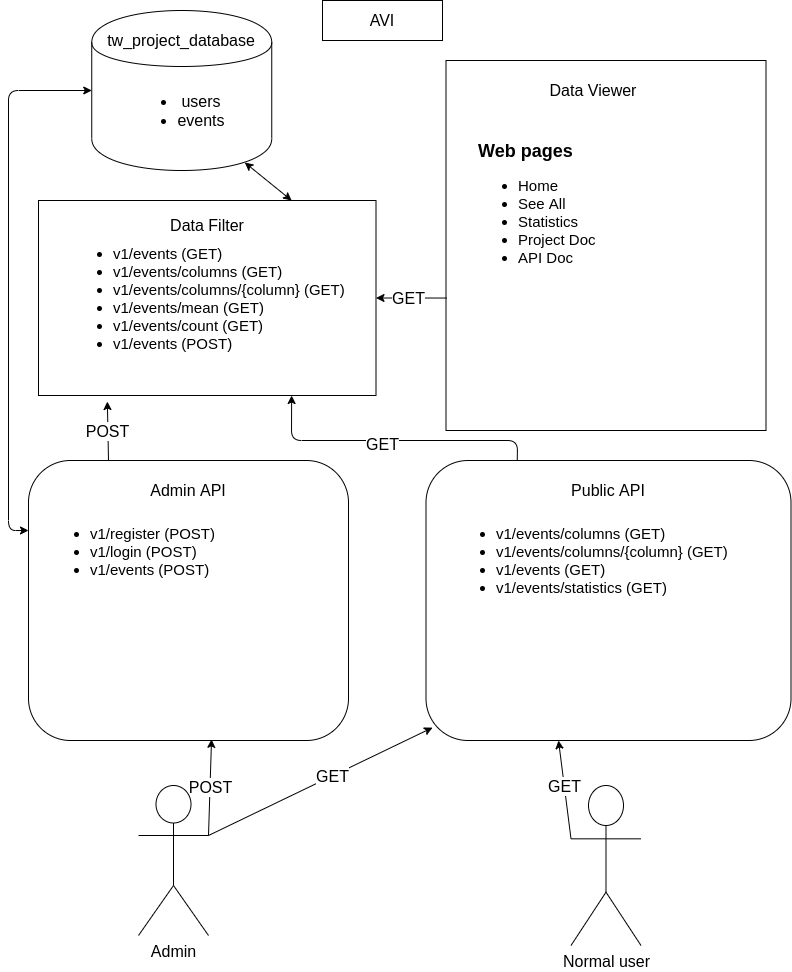 AVI
tw_project_database
• users
• events
Data Viewer
Web pages
• Home
• See All
• Statistics
• Project Doc
• API Doc
Data Filter
• v1/events (GET)
• v1/events/columns (GET)
• v1/events/columns/{column} (GET)
• v1/events/mean (GET)
• v1/events/count (GET)
• v1/events (POST)
GET
POST
GET
Admin API
• v1/register (POST)
• v1/login (POST)
• v1/events (POST)
Public API
• v1/events/columns (GET)
• v1/events/columns/{column} (GET)
• v1/events (GET)
• v1/events/statistics (GET)
POST
GET
GET
Admin
Normal user